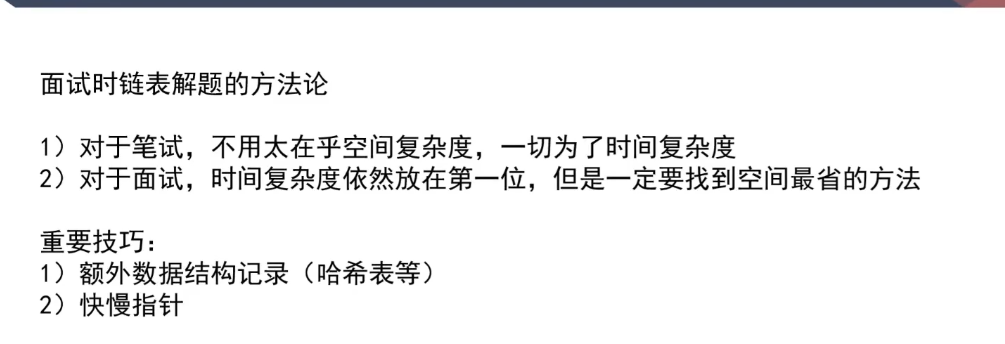 面试时链表解题的方法论
1）对于笔试，不用太在乎空间复杂度，一切为了时间复杂度
2）对于面试，时间复杂度依然放在第一位，但是一定要找到空间最省的方法
重要技巧：
1）额外数据结构记录（哈希表等）
2）快慢指针